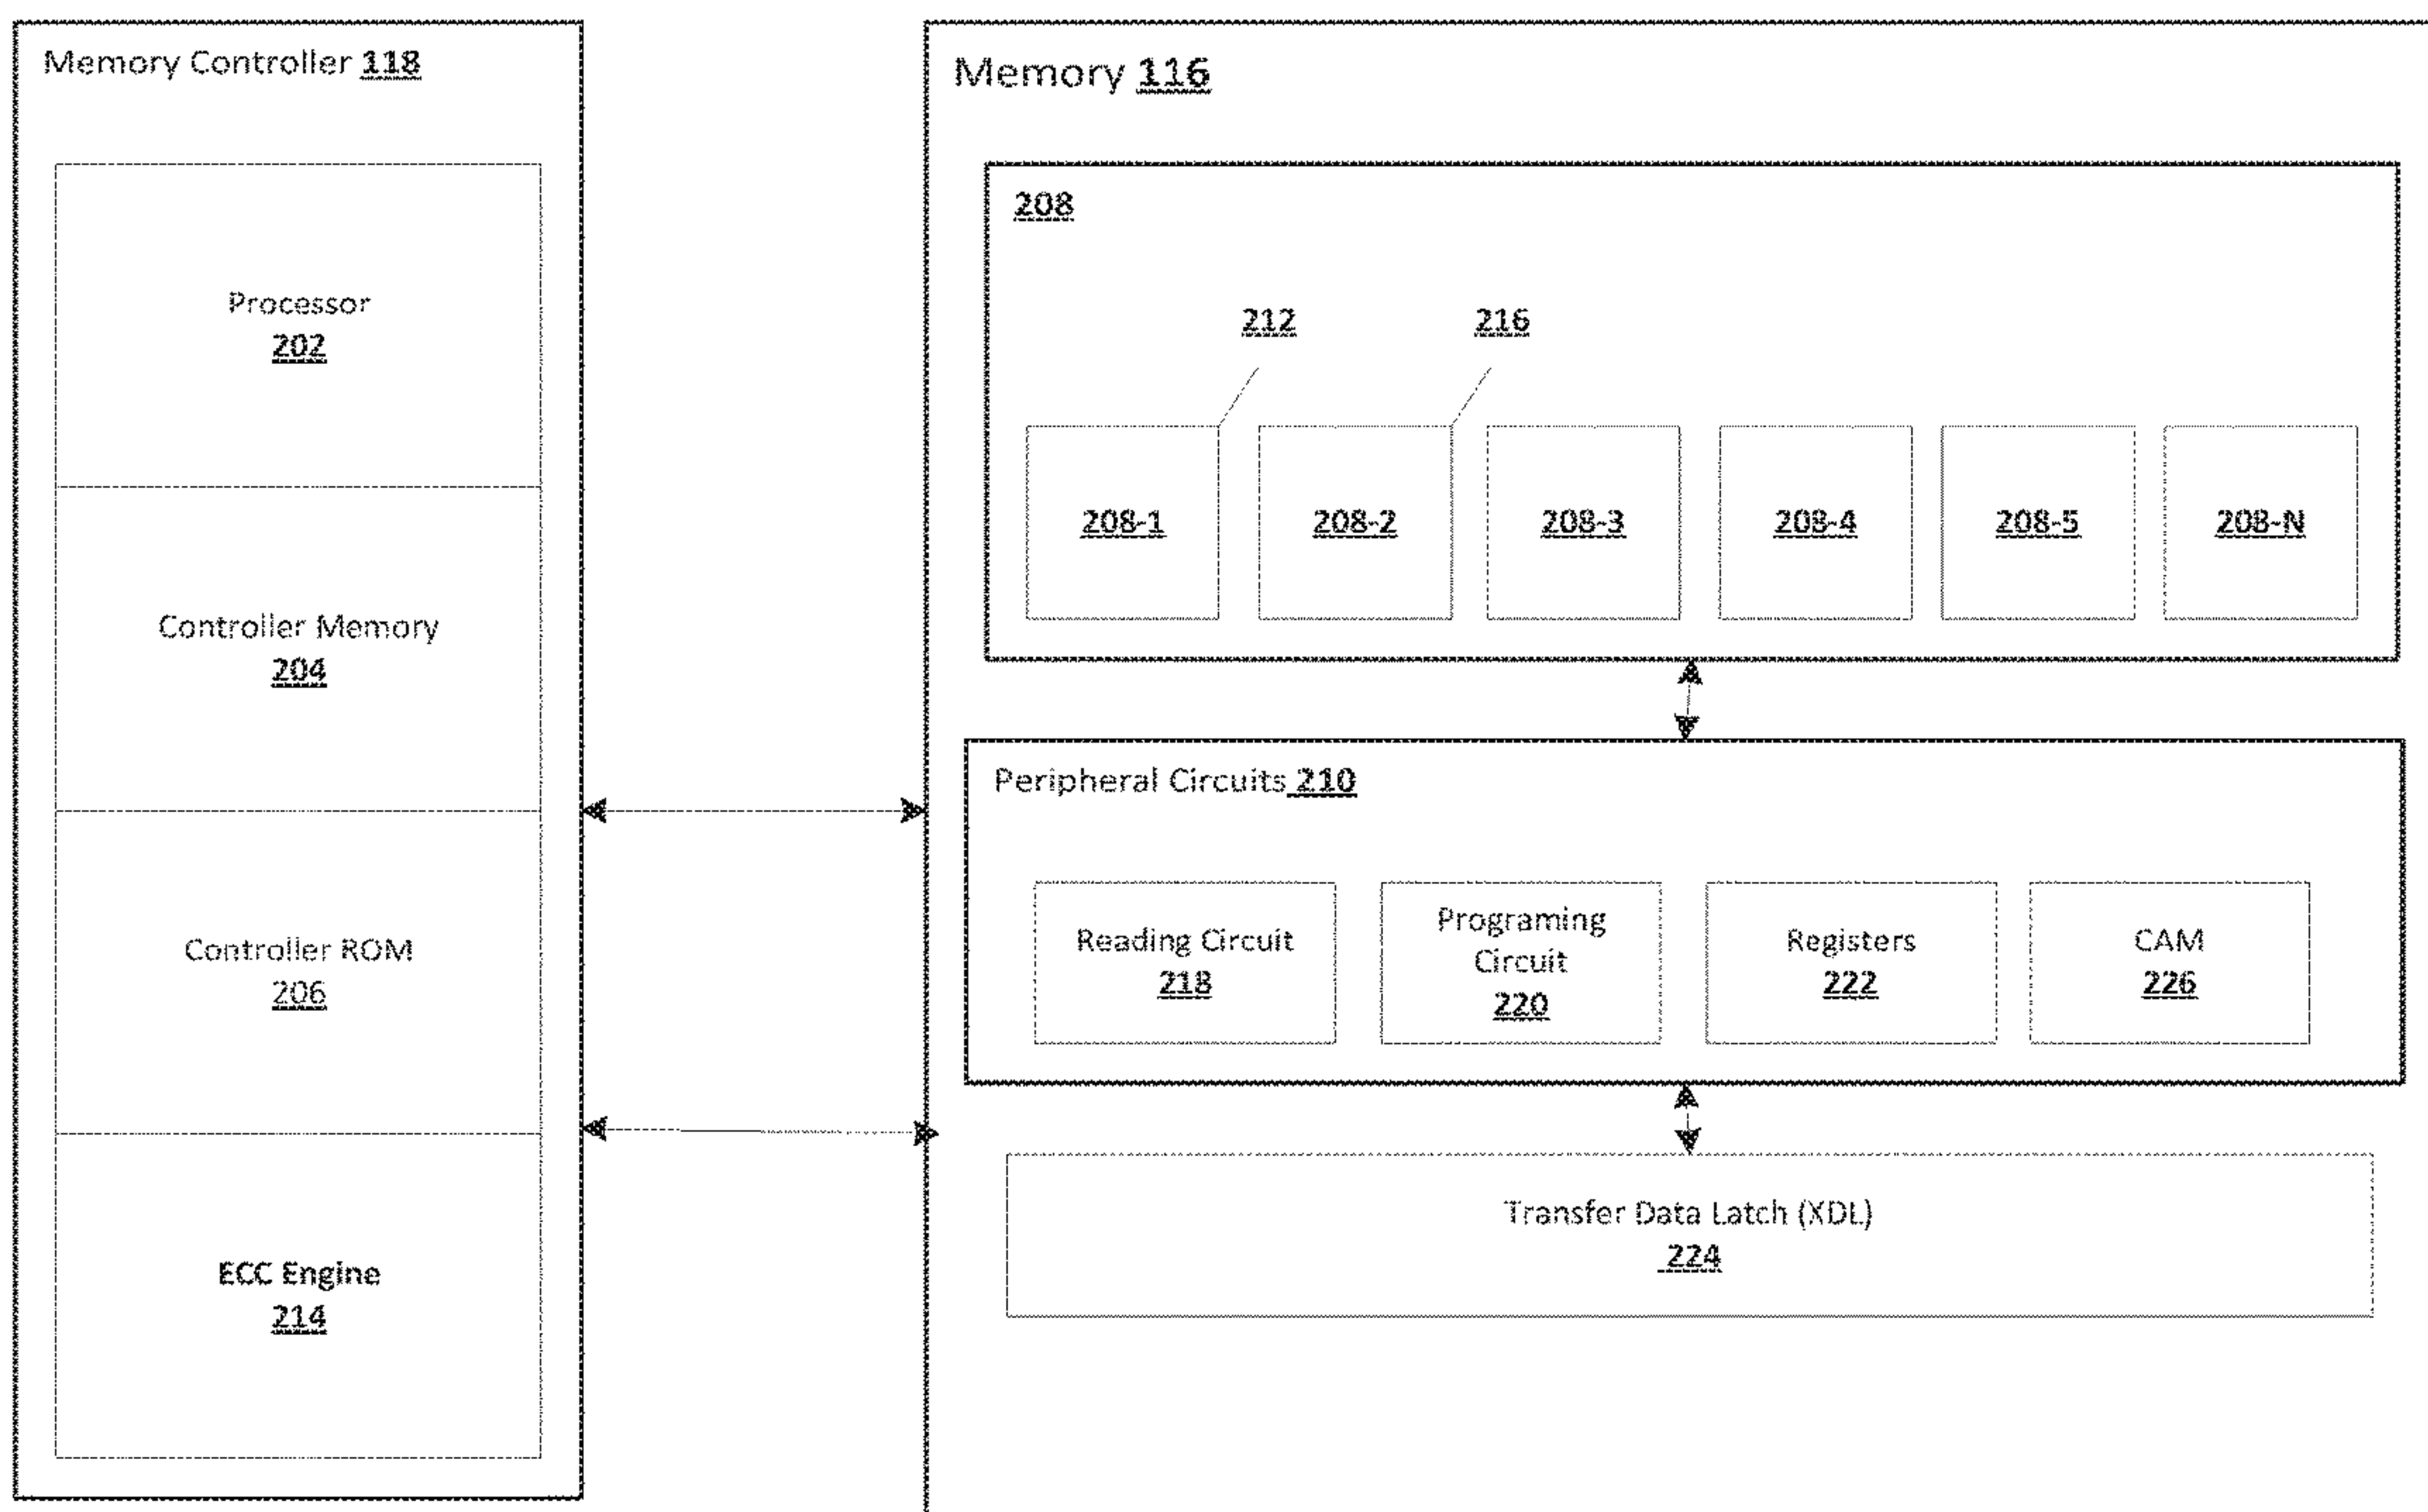 Memory Controller 118
Processor
202
Controller Memory
204
Controller ROM
206
ECC Engine
214
Memory 116
208
212
216
208-1
208-2
208-3
208-4
208-5
208-N
Peripheral Circuits 210
Reading Circuit
218
Programing
Circuit
220
Registers
222
CAM
226
Transfer Data Latch (XDL)
224